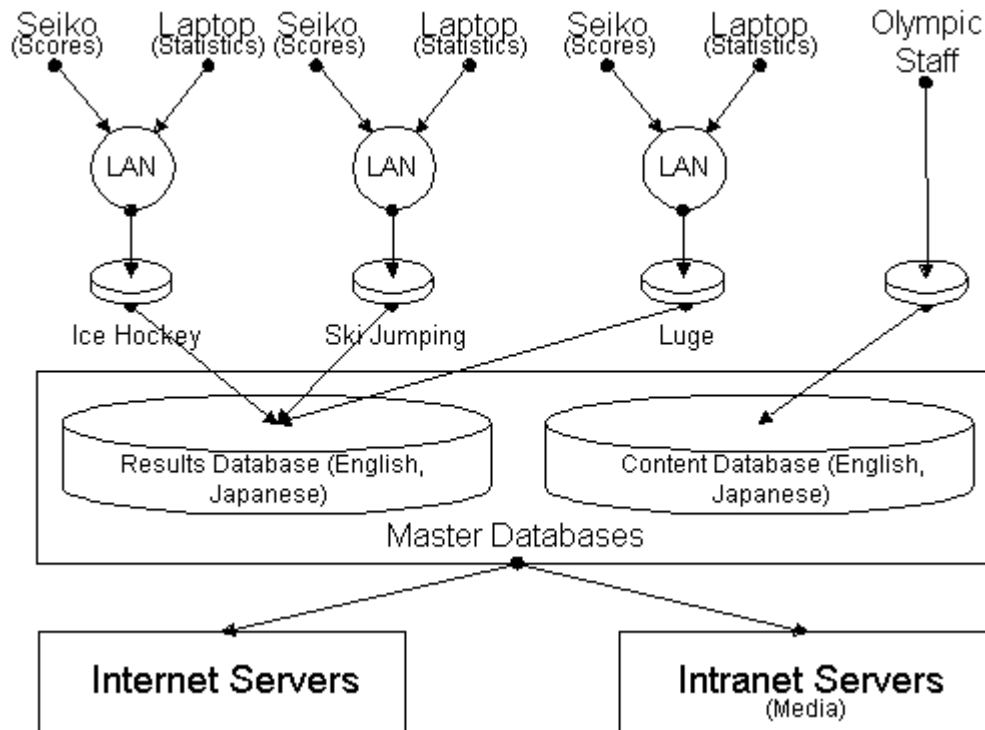 Seiko
(Scores)
Laptop
(Statistics)
Seiko
(Scores)
Laptop
(Statistics)
Seiko
(Scores)
Laptop
(Statistics)
Olympic
Staff
LAN
LAN
LAN
Ice Hockey
Ski Jumping
Luge
Results Database (English,
Japanese)
Content Database (English,
Japanese)
Master Databases
Internet Servers
Intranet Servers
(Media)